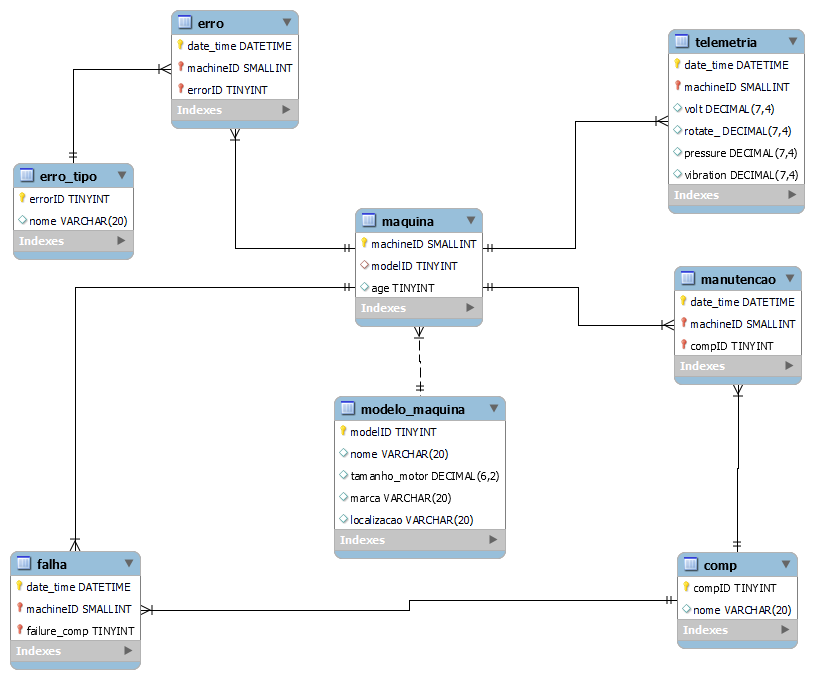 erro
date_time DATETIME
machineID SMALLINT
errorID TINYINT
Indexes
telemetria
date_time DATETIME
machineID SMALLINT
volt DECIMAL(7,4)
rotate_ DECIMAL(7,4)
pressure DECIMAL(7,4)
vibration DECIMAL(7,4)
Indexes
erro_tipo
errorID TINYINT
nome VARCHAR(20)
Indexes
maquina
machineID SMALLINT
modelID TINYINT
age TINYINT
Indexes
manutencao
date_time DATETIME
machineID SMALLINT
compID TINYINT
Indexes
modelo_maquina
modelID TINYINT
nome VARCHAR(20)
tamanho_motor DECIMAL(6,2)
marca VARCHAR(20)
localizacao VARCHAR(20)
Indexes
falha
date_time DATETIME
machineID SMALLINT
failure_comp TINYINT
Indexes
comp
compID TINYINT
nome VARCHAR(20)
Indexes